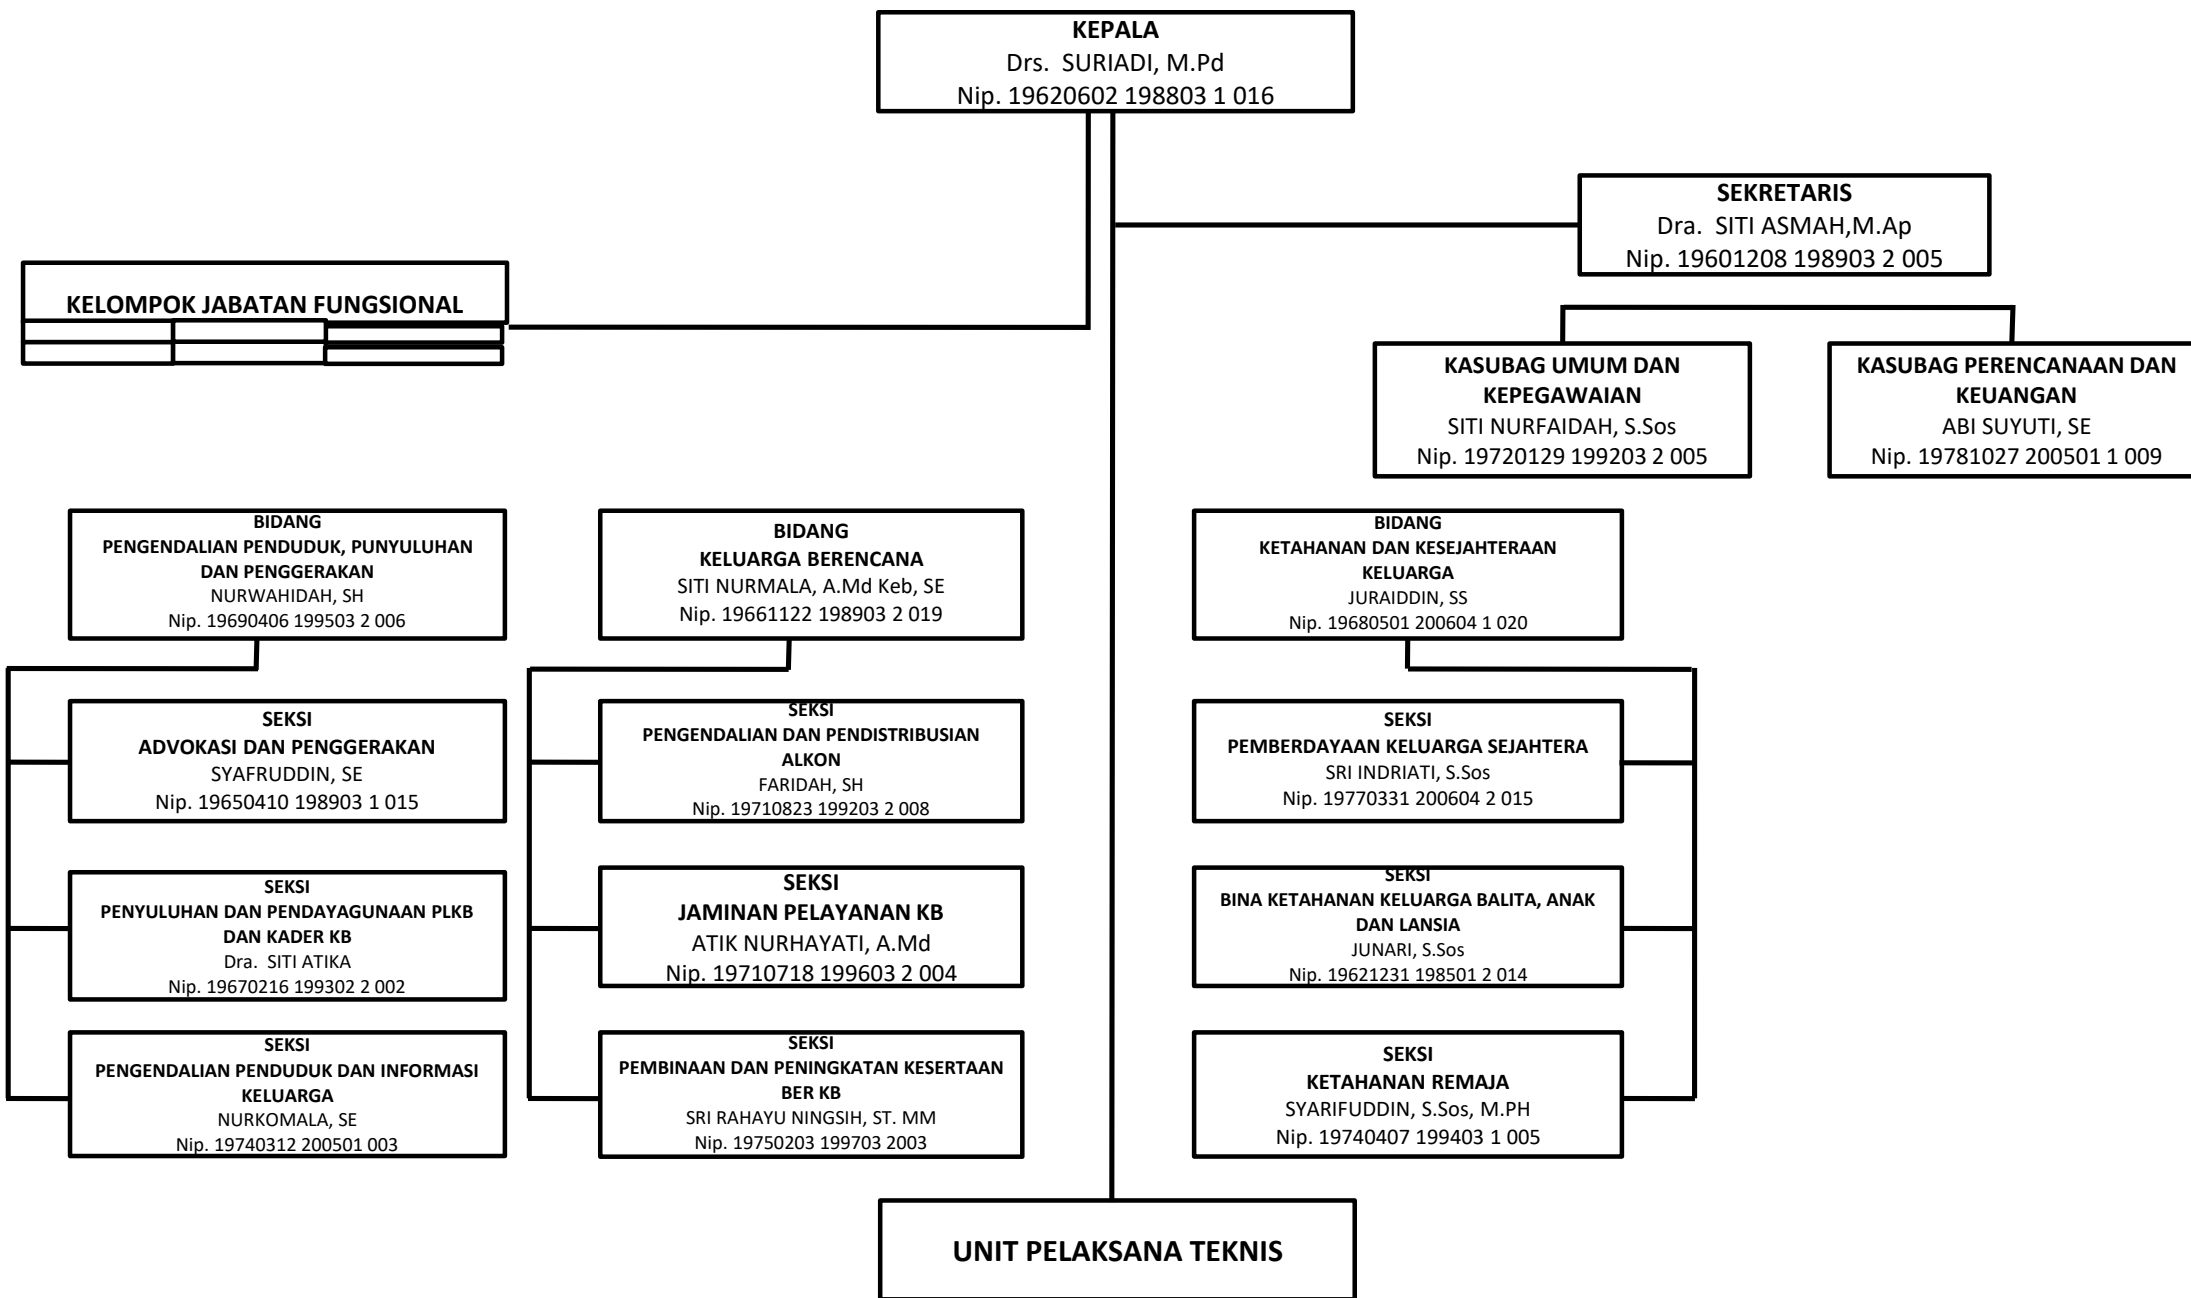 KEPALA
Drs.  SURIADI, M.Pd
Nip. 19620602 198803 1 016
SEKRETARIS
Dra.  SITI ASMAH,M.Ap
Nip. 19601208 198903 2 005
KELOMPOK JABATAN FUNGSIONAL
KASUBAG UMUM DAN
KEPEGAWAIAN
SITI NURFAIDAH, S.Sos
Nip. 19720129 199203 2 005
KASUBAG PERENCANAAN DAN
KEUANGAN
ABI SUYUTI, SE
Nip. 19781027 200501 1 009
BIDANG
PENGENDALIAN PENDUDUK, PUNYULUHAN
DAN PENGGERAKAN
NURWAHIDAH, SH
Nip. 19690406 199503 2 006
BIDANG
KELUARGA BERENCANA
SITI NURMALA, A.Md Keb, SE
Nip. 19661122 198903 2 019
BIDANG
KETAHANAN DAN KESEJAHTERAAN
KELUARGA
JURAIDDIN, SS
Nip. 19680501 200604 1 020
SEKSI
ADVOKASI DAN PENGGERAKAN
SYAFRUDDIN, SE
Nip. 19650410 198903 1 015
SEKSI
PENGENDALIAN DAN PENDISTRIBUSIAN
ALKON
FARIDAH, SH
Nip. 19710823 199203 2 008
SEKSI
PEMBERDAYAAN KELUARGA SEJAHTERA
SRI INDRIATI, S.Sos
Nip. 19770331 200604 2 015
SEKSI
PENYULUHAN DAN PENDAYAGUNAAN PLKB
DAN KADER KB
Dra.  SITI ATIKA
Nip. 19670216 199302 2 002
SEKSI
JAMINAN PELAYANAN KB
ATIK NURHAYATI, A.Md
Nip. 19710718 199603 2 004
SEKSI
BINA KETAHANAN KELUARGA BALITA, ANAK
DAN LANSIA
JUNARI, S.Sos
Nip. 19621231 198501 2 014
SEKSI
PENGENDALIAN PENDUDUK DAN INFORMASI
KELUARGA
NURKOMALA, SE
Nip. 19740312 200501 003
SEKSI
PEMBINAAN DAN PENINGKATAN KESERTAAN
BER KB
SRI RAHAYU NINGSIH, ST. MM
Nip. 19750203 199703 2003
SEKSI
KETAHANAN REMAJA
SYARIFUDDIN, S.Sos, M.PH
Nip. 19740407 199403 1 005
UNIT PELAKSANA TEKNIS